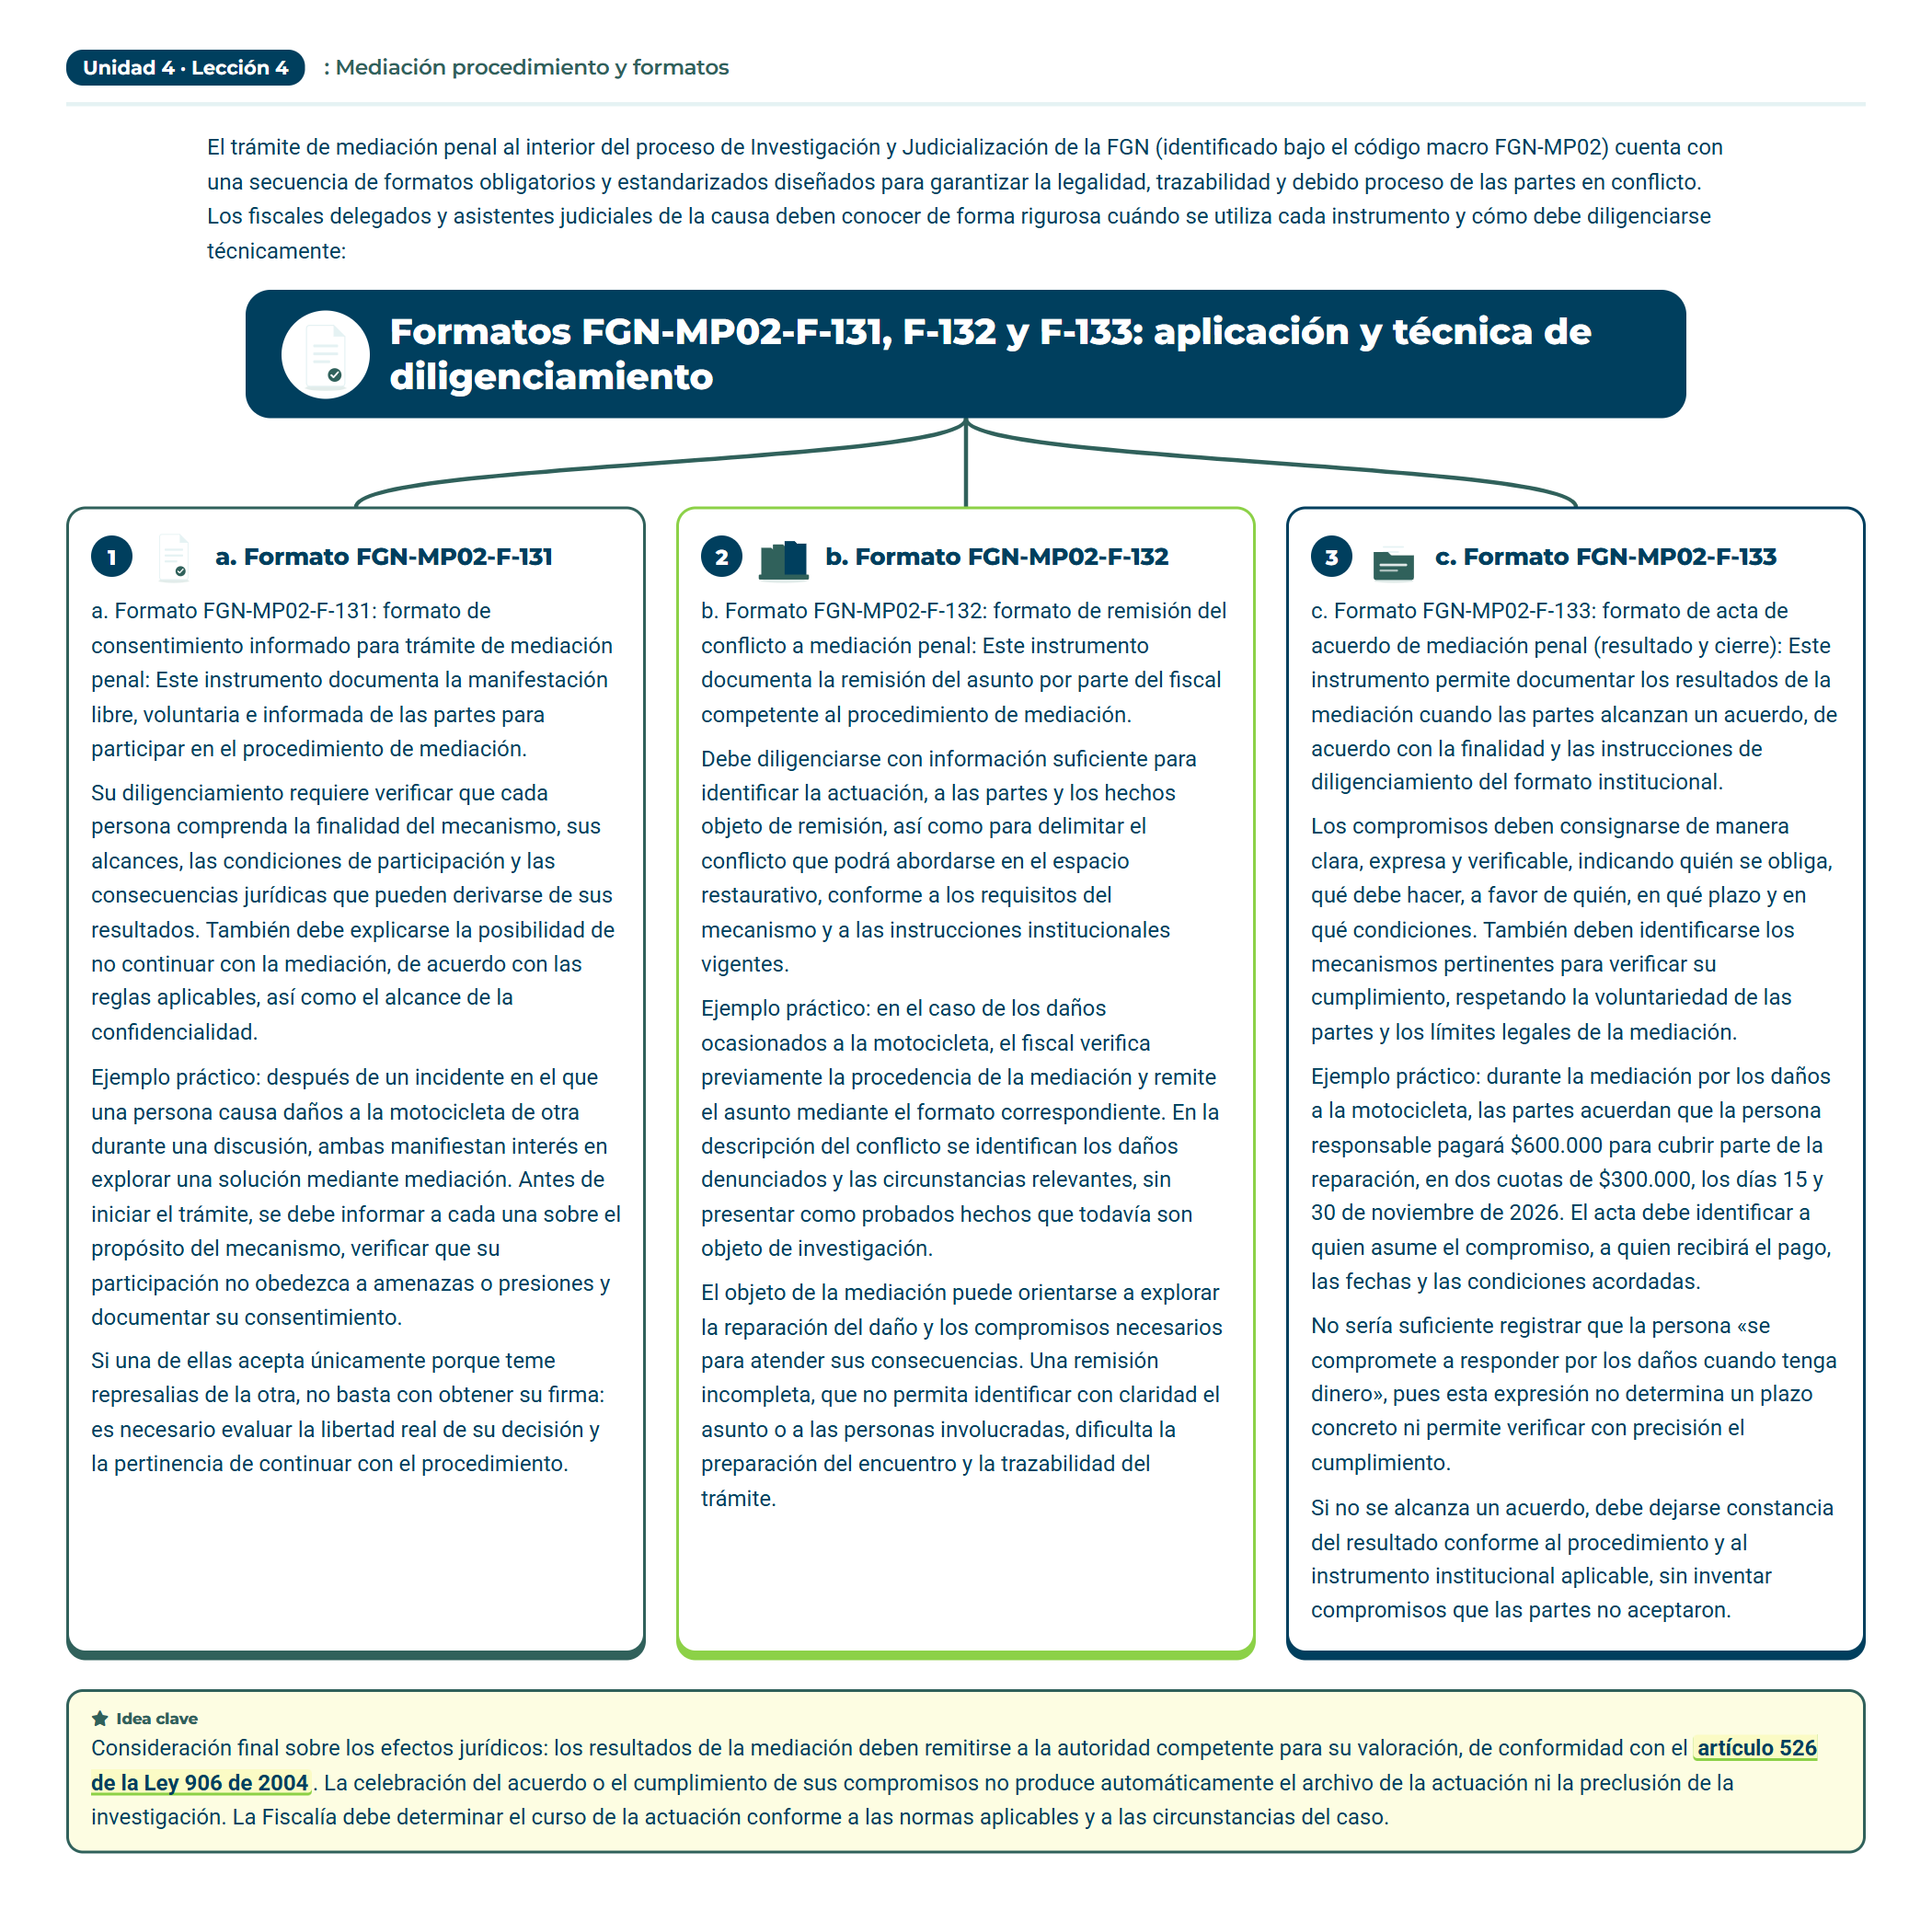 Unidad 4 · Lección 4
: Mediación procedimiento y formatos
El trámite de mediación penal al interior del proceso de Investigación y Judicialización de la FGN (identificado bajo el código macro FGN-MP02) cuenta con
una secuencia de formatos obligatorios y estandarizados diseñados para garantizar la legalidad, trazabilidad y debido proceso de las partes en conflicto.
Los fiscales delegados y asistentes judiciales de la causa deben conocer de forma rigurosa cuándo se utiliza cada instrumento y cómo debe diligenciarse
técnicamente:
Formatos FGN-MP02-F-131, F-132 y F-133: aplicación y técnica de
diligenciamiento
1
a. Formato FGN-MP02-F-131
a. Formato FGN-MP02-F-131: formato de
consentimiento informado para trámite de mediación
penal: Este instrumento documenta la manifestación
libre, voluntaria e informada de las partes para
participar en el procedimiento de mediación.
Su diligenciamiento requiere verificar que cada
persona comprenda la finalidad del mecanismo, sus
alcances, las condiciones de participación y las
consecuencias jurídicas que pueden derivarse de sus
resultados. También debe explicarse la posibilidad de
no continuar con la mediación, de acuerdo con las
reglas aplicables, así como el alcance de la
confidencialidad.
Ejemplo práctico: después de un incidente en el que
una persona causa daños a la motocicleta de otra
durante una discusión, ambas manifiestan interés en
explorar una solución mediante mediación. Antes de
iniciar el trámite, se debe informar a cada una sobre el
propósito del mecanismo, verificar que su
participación no obedezca a amenazas o presiones y
documentar su consentimiento.
Si una de ellas acepta únicamente porque teme
represalias de la otra, no basta con obtener su firma:
es necesario evaluar la libertad real de su decisión y
la pertinencia de continuar con el procedimiento.
2
b. Formato FGN-MP02-F-132
b. Formato FGN-MP02-F-132: formato de remisión del
conflicto a mediación penal: Este instrumento
documenta la remisión del asunto por parte del fiscal
competente al procedimiento de mediación.
Debe diligenciarse con información suficiente para
identificar la actuación, a las partes y los hechos
objeto de remisión, así como para delimitar el
conflicto que podrá abordarse en el espacio
restaurativo, conforme a los requisitos del
mecanismo y a las instrucciones institucionales
vigentes.
Ejemplo práctico: en el caso de los daños
ocasionados a la motocicleta, el fiscal verifica
previamente la procedencia de la mediación y remite
el asunto mediante el formato correspondiente. En la
descripción del conflicto se identifican los daños
denunciados y las circunstancias relevantes, sin
presentar como probados hechos que todavía son
objeto de investigación.
El objeto de la mediación puede orientarse a explorar
la reparación del daño y los compromisos necesarios
para atender sus consecuencias. Una remisión
incompleta, que no permita identificar con claridad el
asunto o a las personas involucradas, dificulta la
preparación del encuentro y la trazabilidad del
trámite.
3
c. Formato FGN-MP02-F-133
c. Formato FGN-MP02-F-133: formato de acta de
acuerdo de mediación penal (resultado y cierre): Este
instrumento permite documentar los resultados de la
mediación cuando las partes alcanzan un acuerdo, de
acuerdo con la finalidad y las instrucciones de
diligenciamiento del formato institucional.
Los compromisos deben consignarse de manera
clara, expresa y verificable, indicando quién se obliga,
qué debe hacer, a favor de quién, en qué plazo y en
qué condiciones. También deben identificarse los
mecanismos pertinentes para verificar su
cumplimiento, respetando la voluntariedad de las
partes y los límites legales de la mediación.
Ejemplo práctico: durante la mediación por los daños
a la motocicleta, las partes acuerdan que la persona
responsable pagará $600.000 para cubrir parte de la
reparación, en dos cuotas de $300.000, los días 15 y
30 de noviembre de 2026. El acta debe identificar a
quien asume el compromiso, a quien recibirá el pago,
las fechas y las condiciones acordadas.
No sería suficiente registrar que la persona «se
compromete a responder por los daños cuando tenga
dinero», pues esta expresión no determina un plazo
concreto ni permite verificar con precisión el
cumplimiento.
Si no se alcanza un acuerdo, debe dejarse constancia
del resultado conforme al procedimiento y al
instrumento institucional aplicable, sin inventar
compromisos que las partes no aceptaron.
Idea clave
Consideración final sobre los efectos jurídicos: los resultados de la mediación deben remitirse a la autoridad competente para su valoración, de conformidad con el artículo 526
de la Ley 906 de 2004. La celebración del acuerdo o el cumplimiento de sus compromisos no produce automáticamente el archivo de la actuación ni la preclusión de la
investigación. La Fiscalía debe determinar el curso de la actuación conforme a las normas aplicables y a las circunstancias del caso.